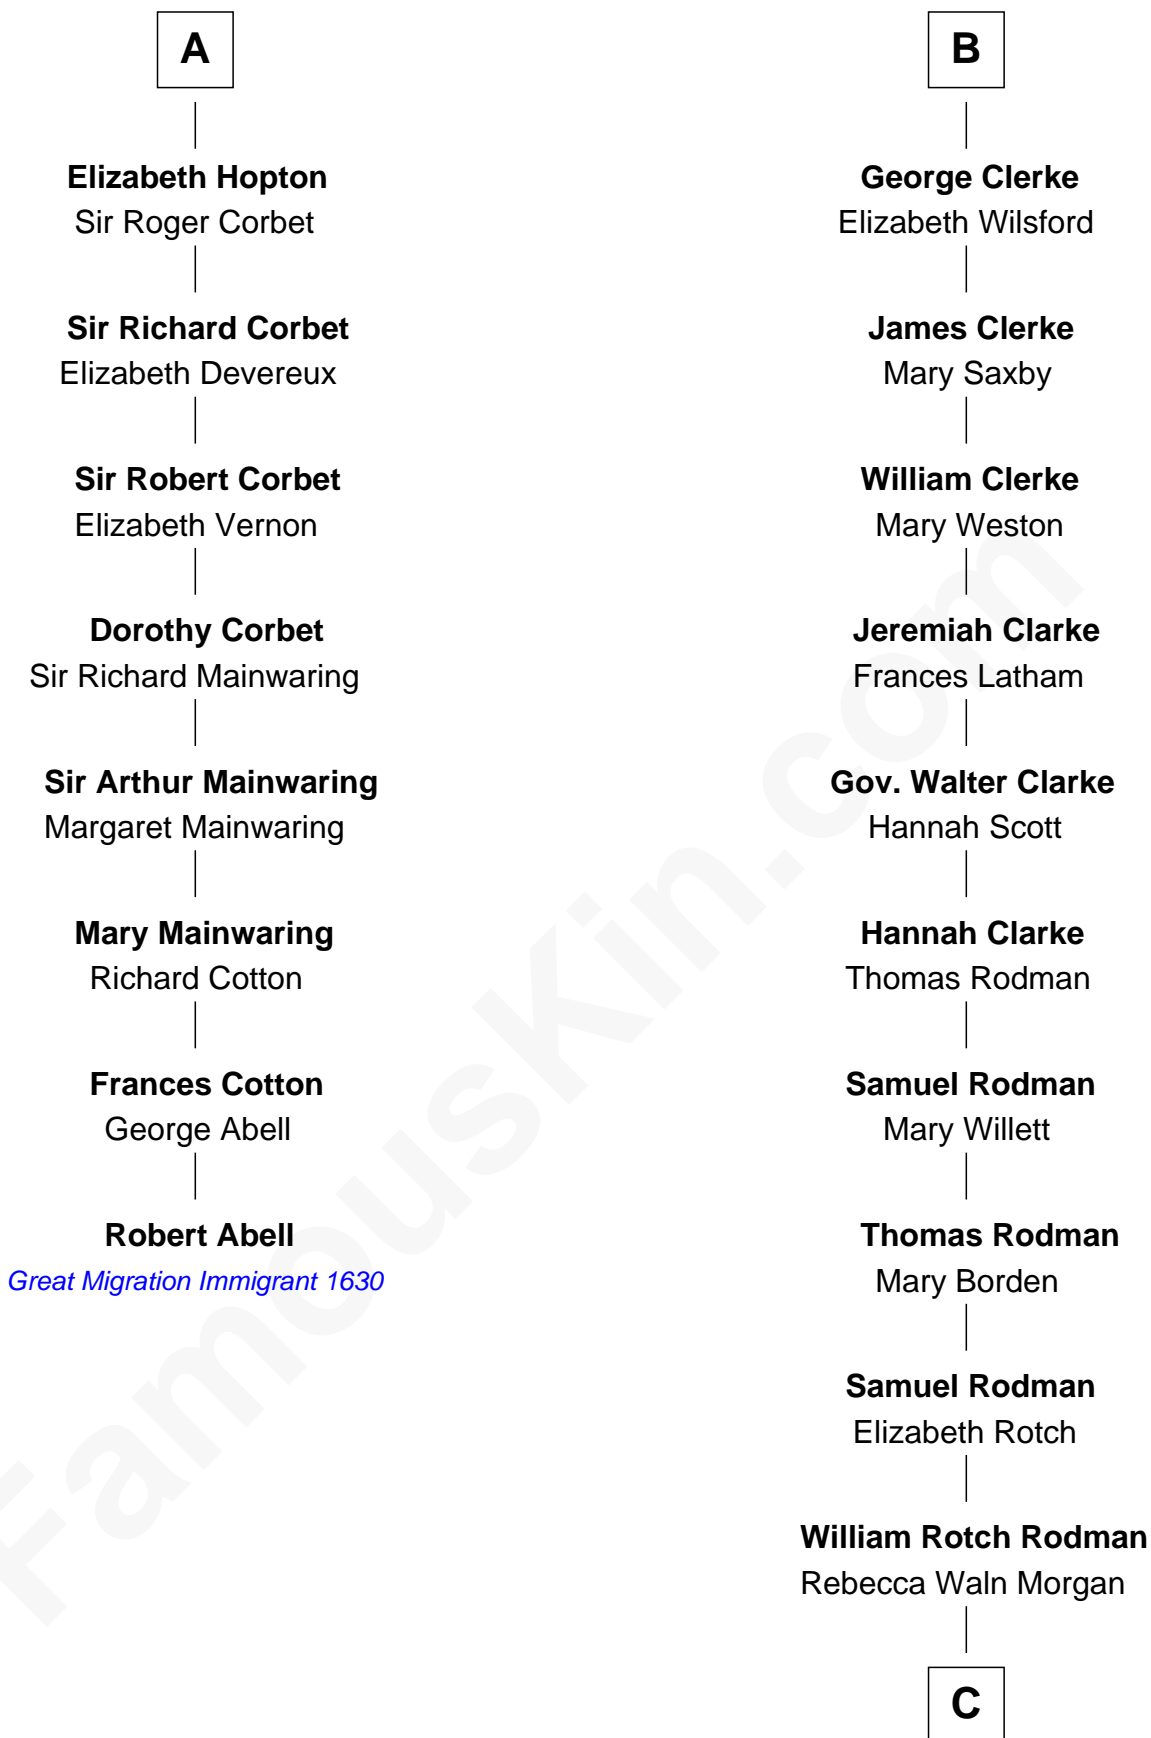 A
Elizabeth Hopton
Sir Roger Corbet
Sir Richard Corbet
Elizabeth Devereux
Sir Robert Corbet
Elizabeth Vernon
Dorothy Corbet
Sir Richard Mainwaring
Sir Arthur Mainwaring
Margaret Mainwaring
Mary Mainwaring
Richard Cotton
Frances Cotton
George Abell
Robert Abell
Great Migration Immigrant 1630
B
George Clerke
Elizabeth Wilsford
James Clerke
Mary Saxby
William Clerke
Mary Weston
Jeremiah Clarke
Frances Latham
Gov. Walter Clarke
Hannah Scott
Hannah Clarke
Thomas Rodman
Samuel Rodman
Mary Willett
Thomas Rodman
Mary Borden
Samuel Rodman
Elizabeth Rotch
William Rotch Rodman
Rebecca Waln Morgan
C
FamousKin.com